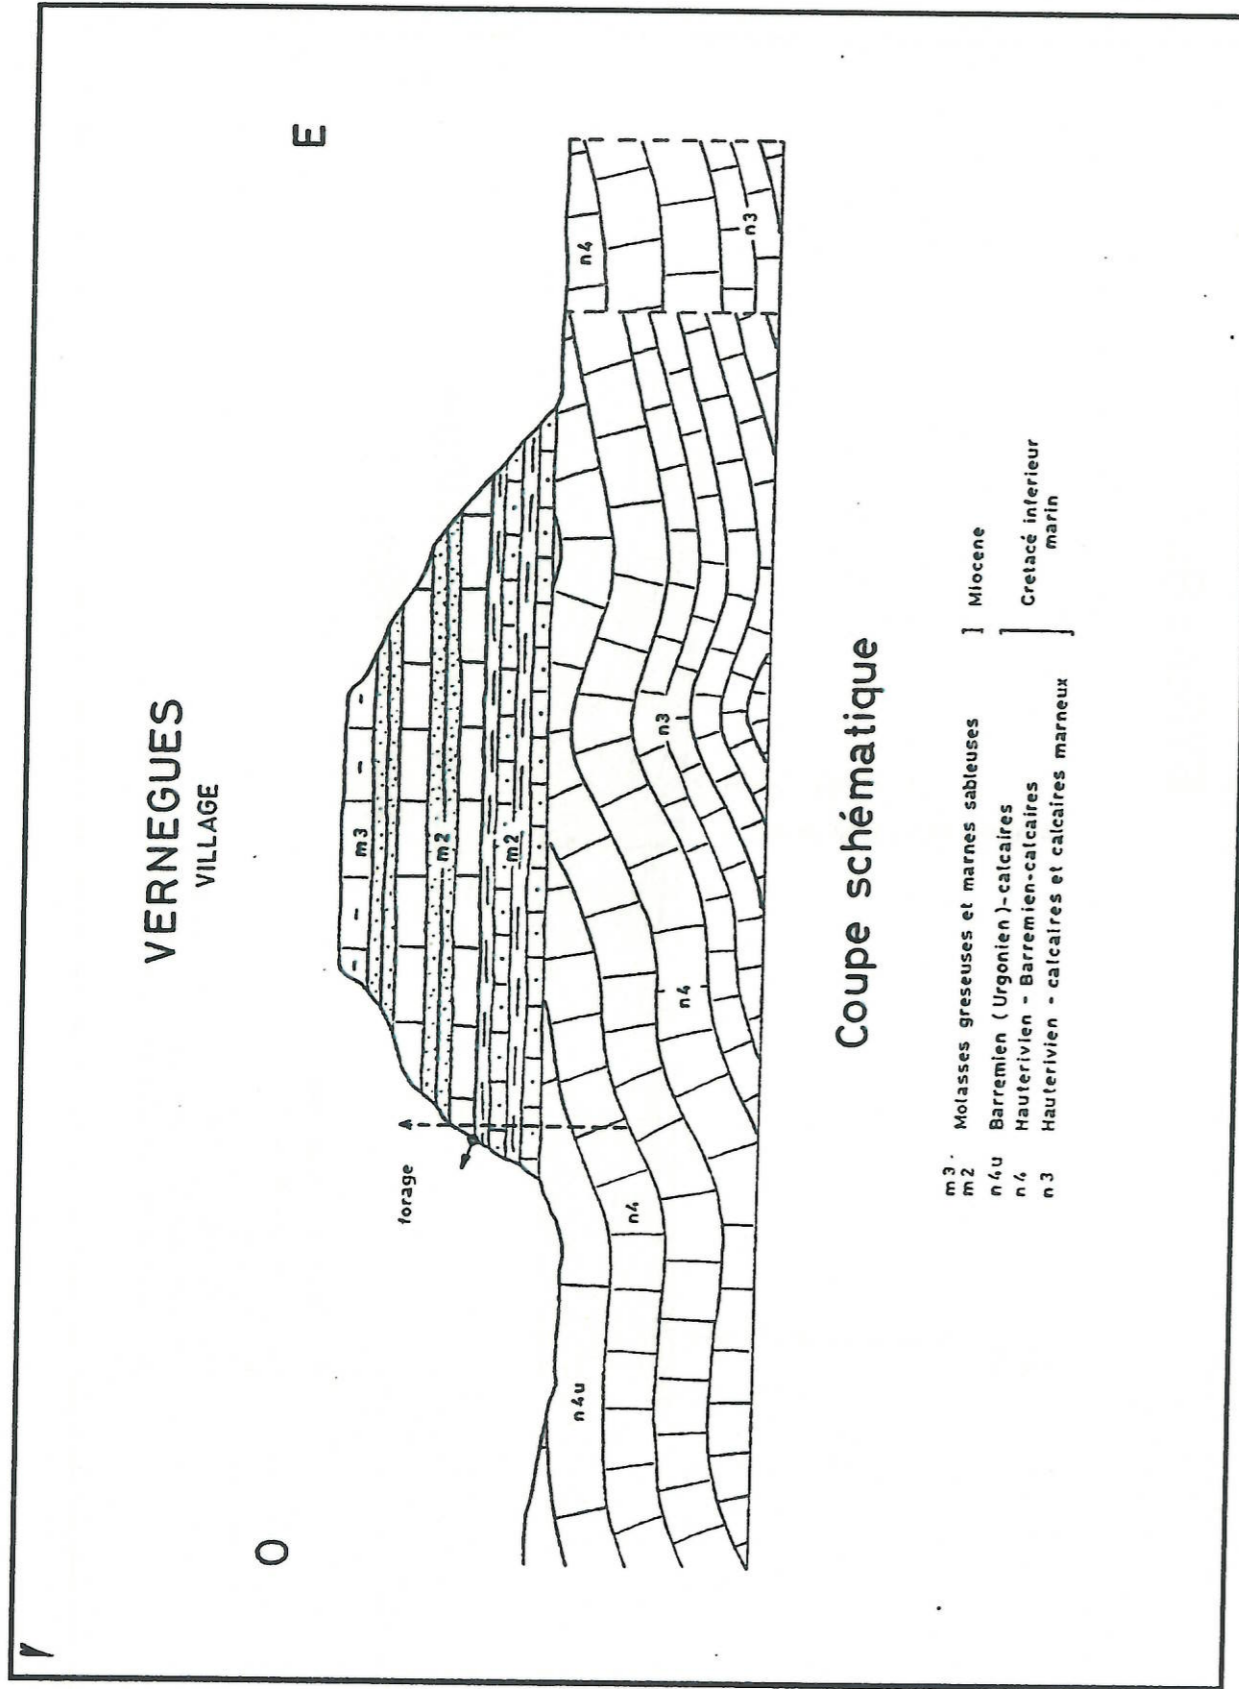 VERNEGUES
VILLAGE
O
E
forage
m3
m2
m2
n4
n3
n3
n4
n4
n4u
Coupe schématique
m3.
m2 Molasses greseuses et marnes sableuses ] Miocene
n4u Barremien (Urgonien)-calcaires
n4 Hauterivien - Barremien-calcaires
n3 Hauterivien - calcaires et calcaires marneux
] Cretacé inferieur
marin